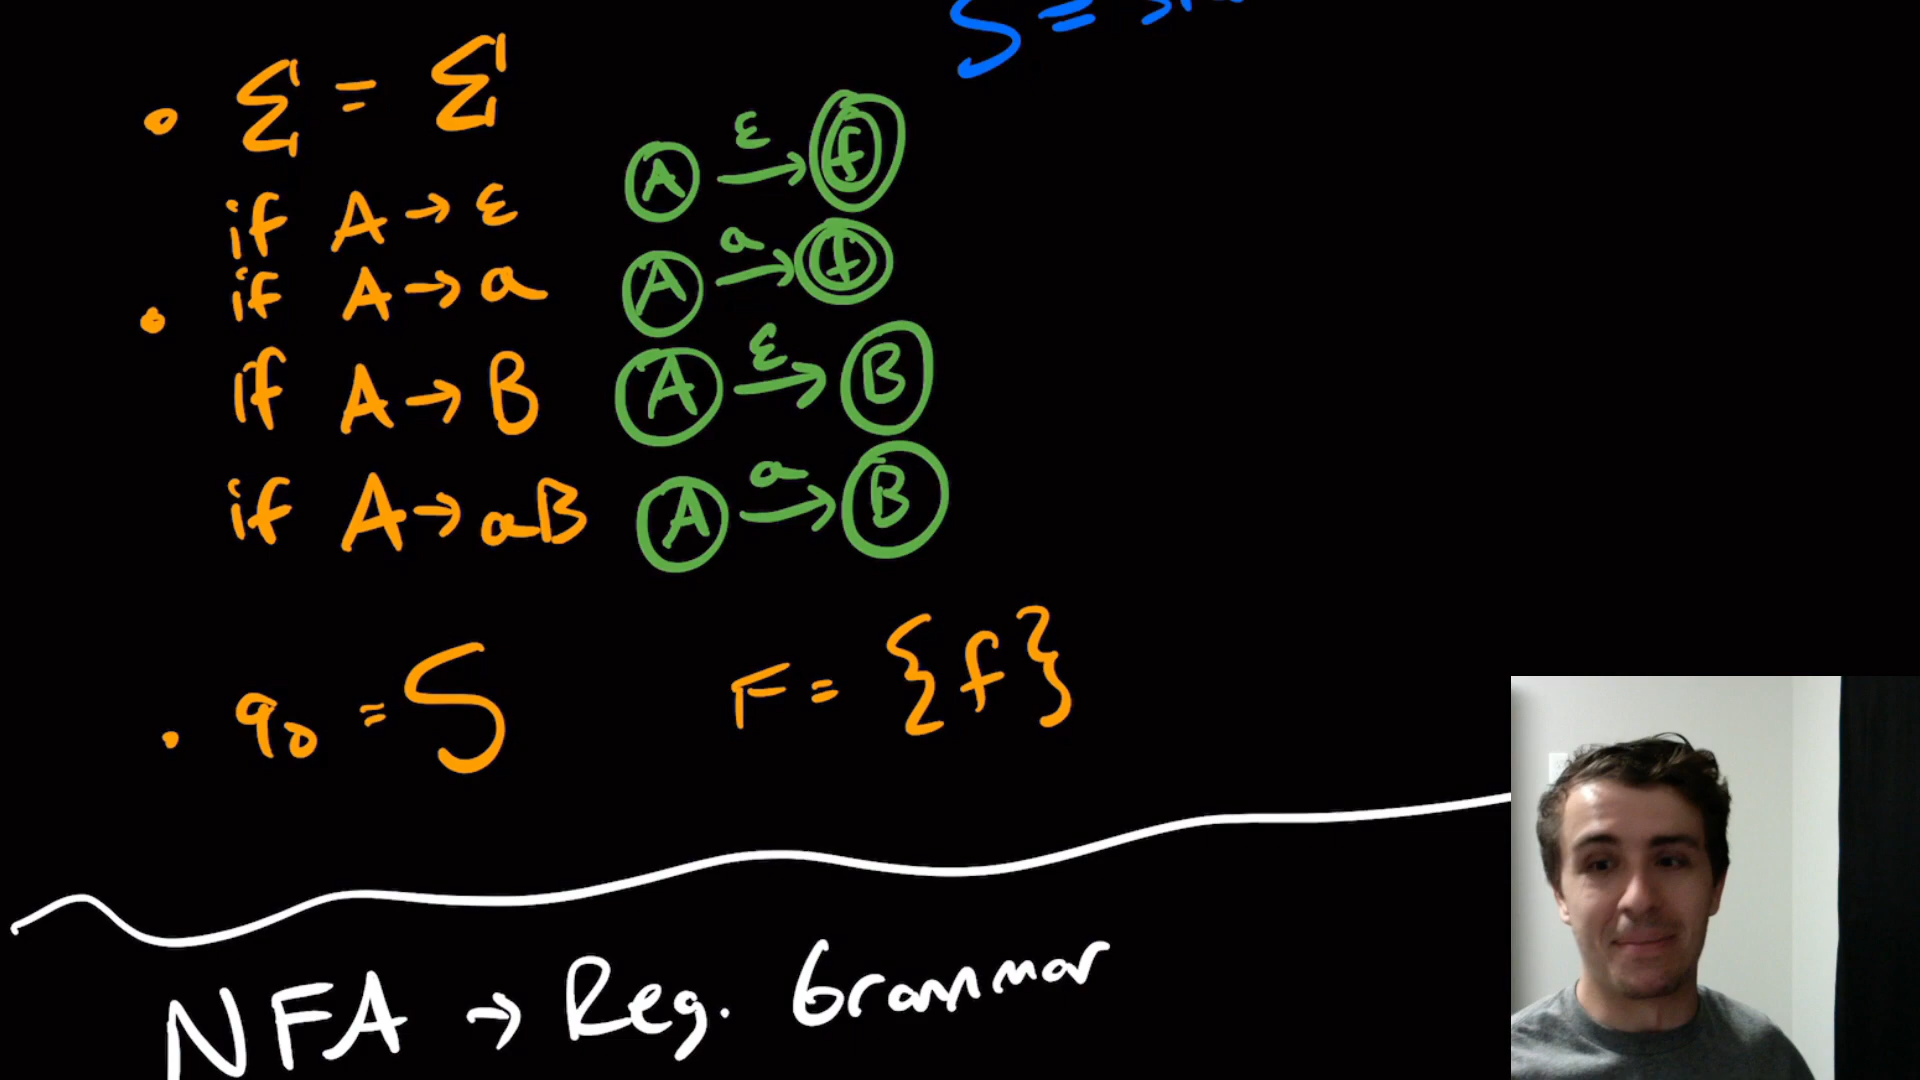 S =
• Σ = Σ
if A → ε A ε→ f
• if A → a A a→ f
if A → B A ε→ B
if A → aB A a→ B
• q0 = S F = {f}
NFA → Reg. Grammar